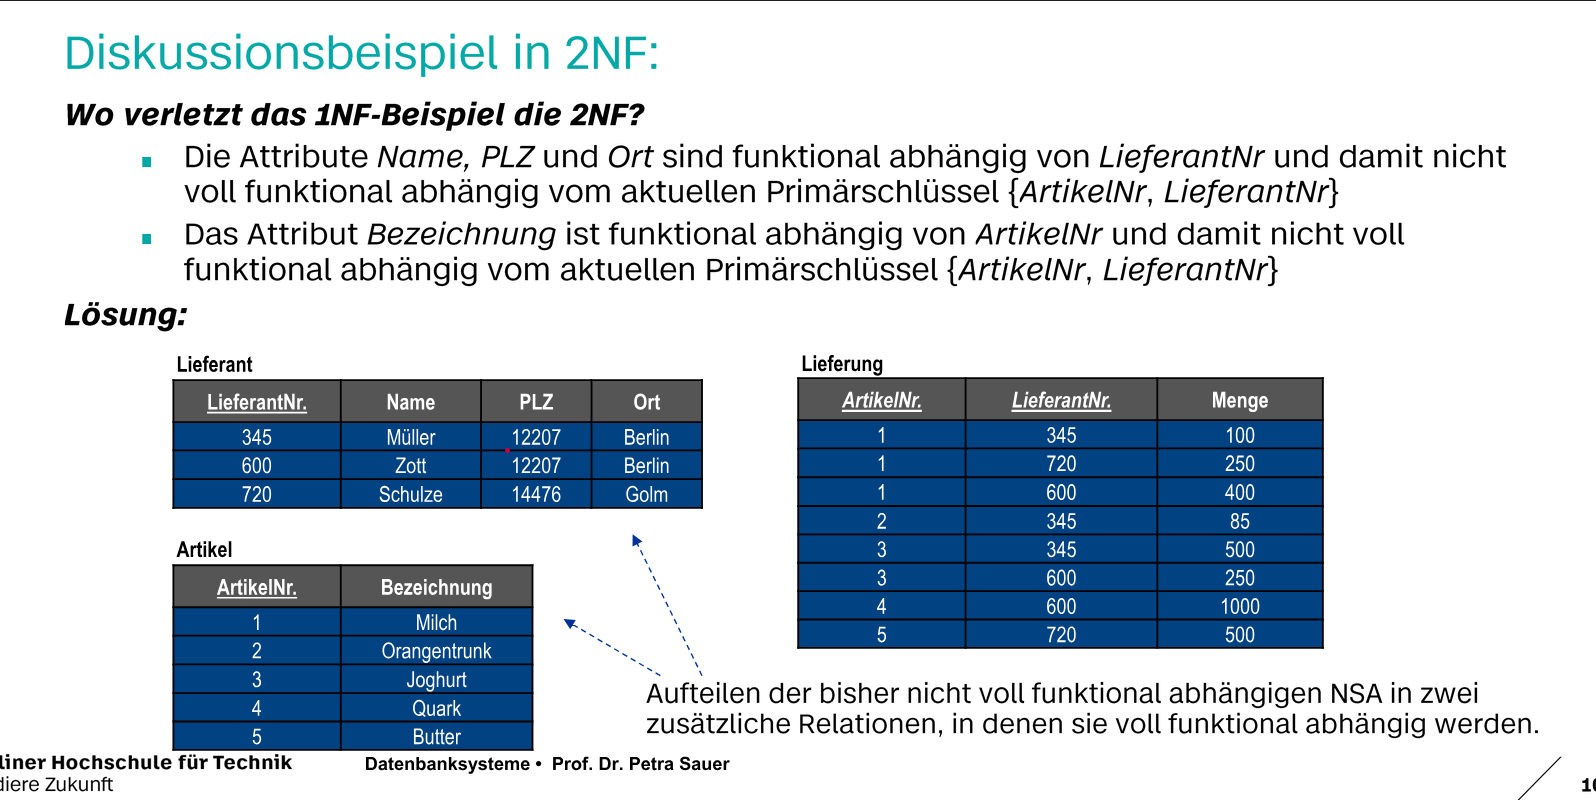 Diskussionsbeispiel in 2NF:
Wo verletzt das 1NF-Beispiel die 2NF?
Die Attribute Name, PLZ und Ort sind funktional abhängig von LieferantNr und damit nicht
voll funktional abhängig vom aktuellen Primärschlüssel {ArtikelNr, LieferantNr}
Das Attribut Bezeichnung ist funktional abhängig von ArtikelNr und damit nicht voll
funktional abhängig vom aktuellen Primärschlüssel {ArtikelNr, LieferantNr}
Lösung:
Lieferant
LieferantNr. Name PLZ Ort
345 Müller 12207 Berlin
600 Zott 12207 Berlin
720 Schulze 14476 Golm
Artikel
ArtikelNr. Bezeichnung
1 Milch
2 Orangentrunk
3 Joghurt
4 Quark
5 Butter
Lieferung
ArtikelNr. LieferantNr. Menge
1 345 100
1 720 250
1 600 400
2 345 85
3 345 500
3 600 250
4 600 1000
5 720 500
Aufteilen der bisher nicht voll funktional abhängigen NSA in zwei
zusätzliche Relationen, in denen sie voll funktional abhängig werden.
liner Hochschule für Technik
diere Zukunft
Datenbanksysteme • Prof. Dr. Petra Sauer